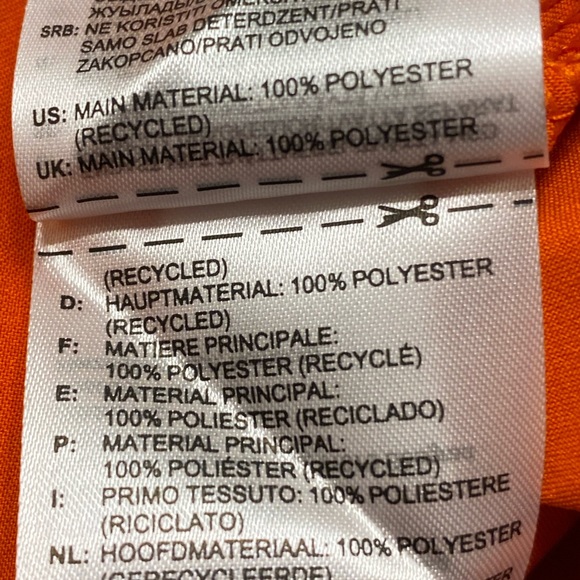 SRB: NE KORISTITI OMEKŠIVAČ
SAMO SLAB DETERDZENT/PRATI
ZAKOPCANO/PRATI ODVOJENO
US: MAIN MATERIAL: 100% POLYESTER
(RECYCLED)
UK: MAIN MATERIAL: 100% POLYESTER
(RECYCLED)
D: HAUPTMATERIAL: 100% POLYESTER
(RECYCLED)
F: MATIERE PRINCIPALE:
100% POLYESTER (RECYCLÉ)
E: MATERIAL PRINCIPAL:
100% POLIESTER (RECICLADO)
P: MATERIAL PRINCIPAL:
100% POLIÉSTER (RECYCLED)
I: PRIMO TESSUTO: 100% POLIESTERE
(RICICLATO)
NL: HOOFDMATERIAAL: 100% POLYESTER
(GERECYCLEERDE)